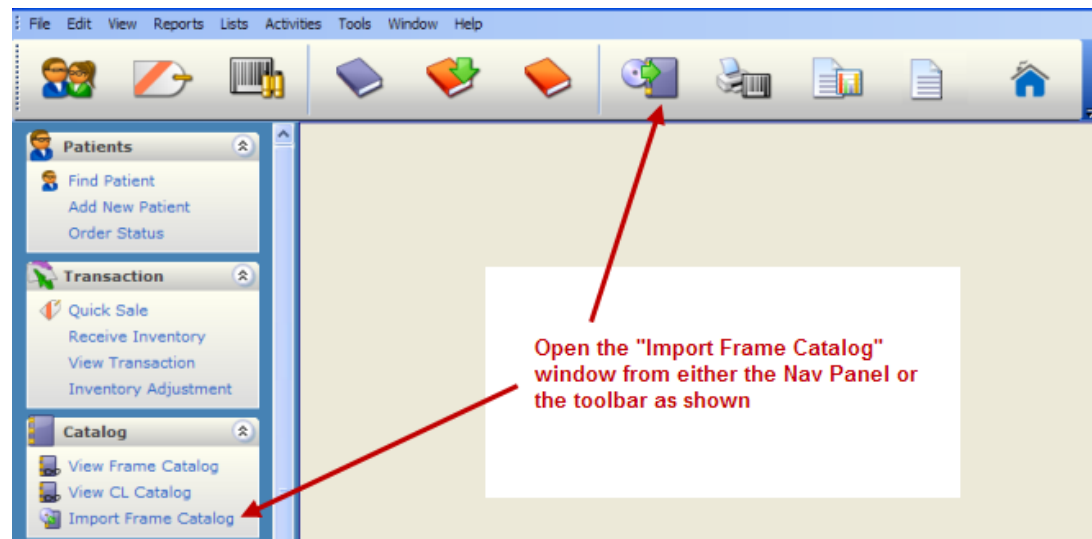 File Edit View Reports Lists Activities Tools Window Help
Patients
Find Patient
Add New Patient
Order Status
Transaction
Quick Sale
Receive Inventory
View Transaction
Inventory Adjustment
Catalog
View Frame Catalog
View CL Catalog
Import Frame Catalog
Open the "Import Frame Catalog"
window from either the Nav Panel or
the toolbar as shown